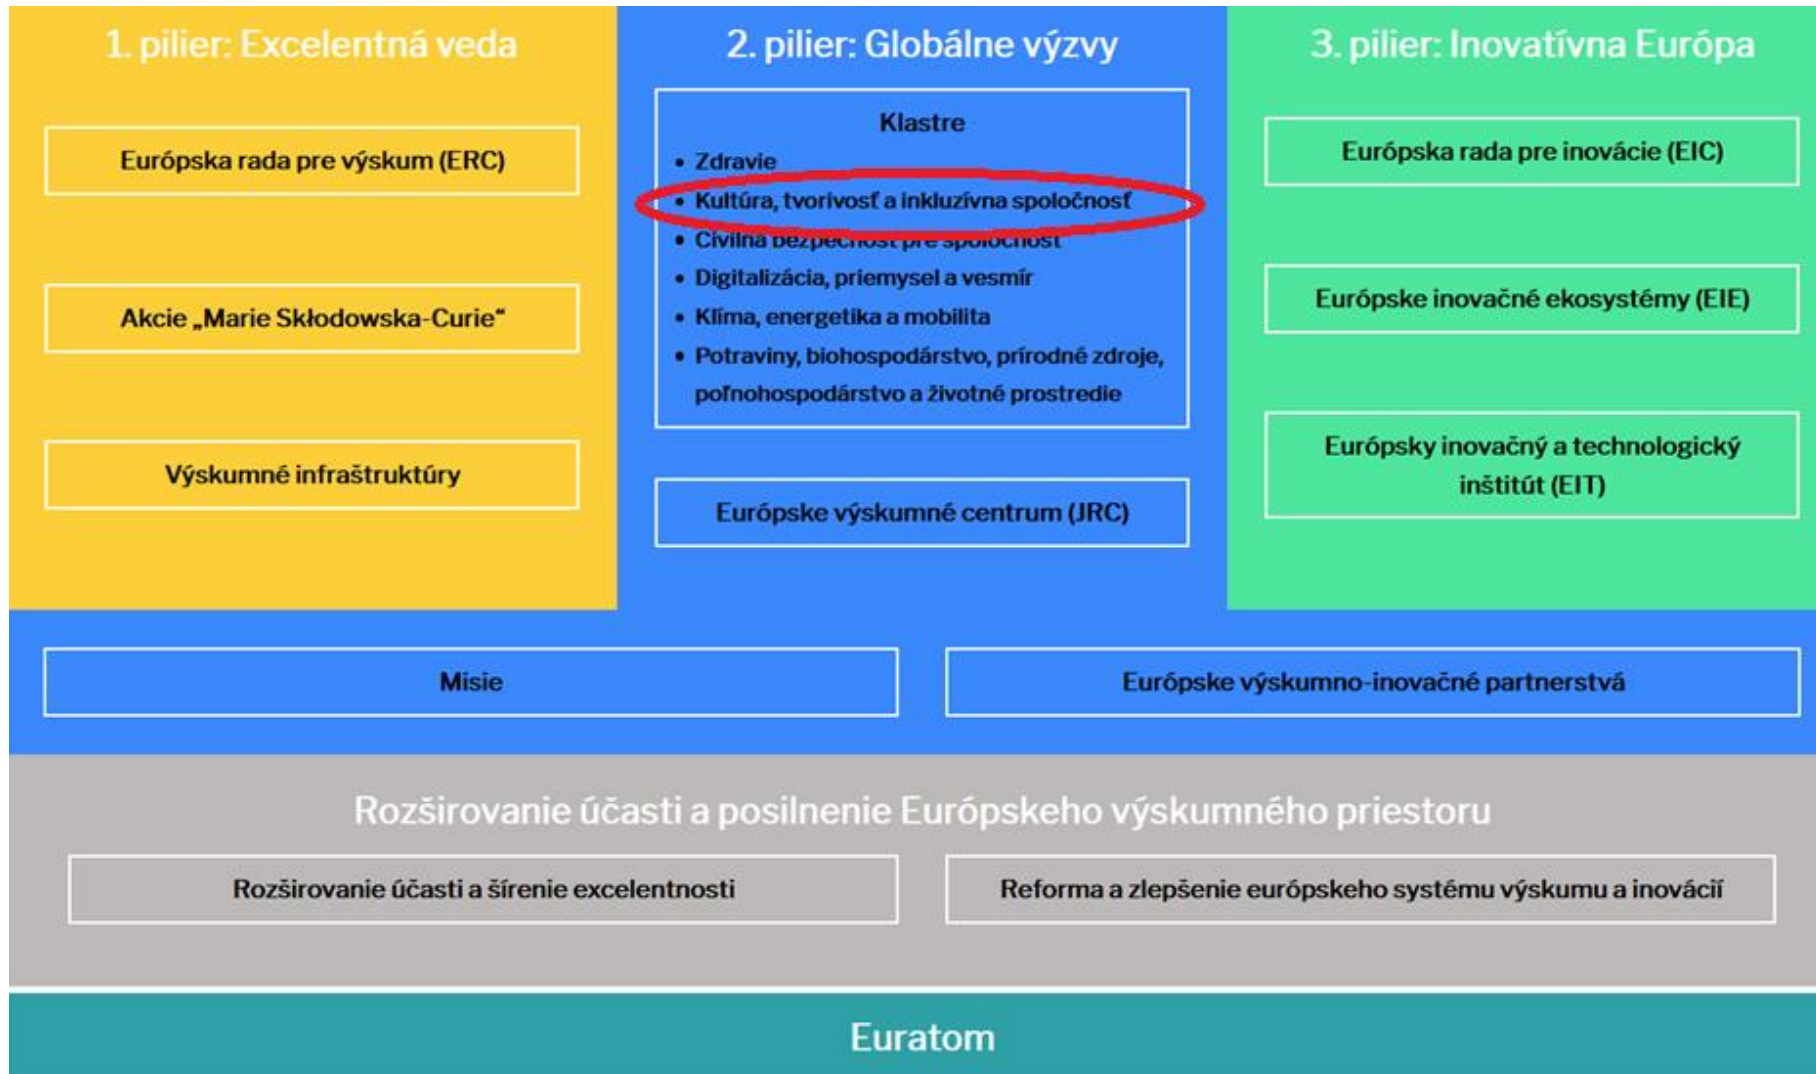 1. pilier: Excelentná veda
Európska rada pre výskum (ERC)
Akcie „Marie Skłodowska-Curie“
Výskumné infraštruktúry
2. pilier: Globálne výzvy
Klastre
• Zdravie
• Kultúra, tvorivosť a inkluzívna spoločnosť
• Civilná bezpečnosť pre spoločnosť
• Digitalizácia, priemysel a vesmír
• Klíma, energetika a mobilita
• Potraviny, biohospodárstvo, prírodné zdroje,
poľnohospodárstvo a životné prostredie
Európske výskumné centrum (JRC)
3. pilier: Inovatívna Európa
Európska rada pre inovácie (EIC)
Európske inovačné ekosystémy (EIE)
Európsky inovačný a technologický
inštitút (EIT)
Misie
Európske výskumno-inovačné partnerstvá
Rozširovanie účasti a posilnenie Európskeho výskumného priestoru
Rozširovanie účasti a šírenie excelentnosti
Reforma a zlepšenie európskeho systému výskumu a inovácií
Euratom